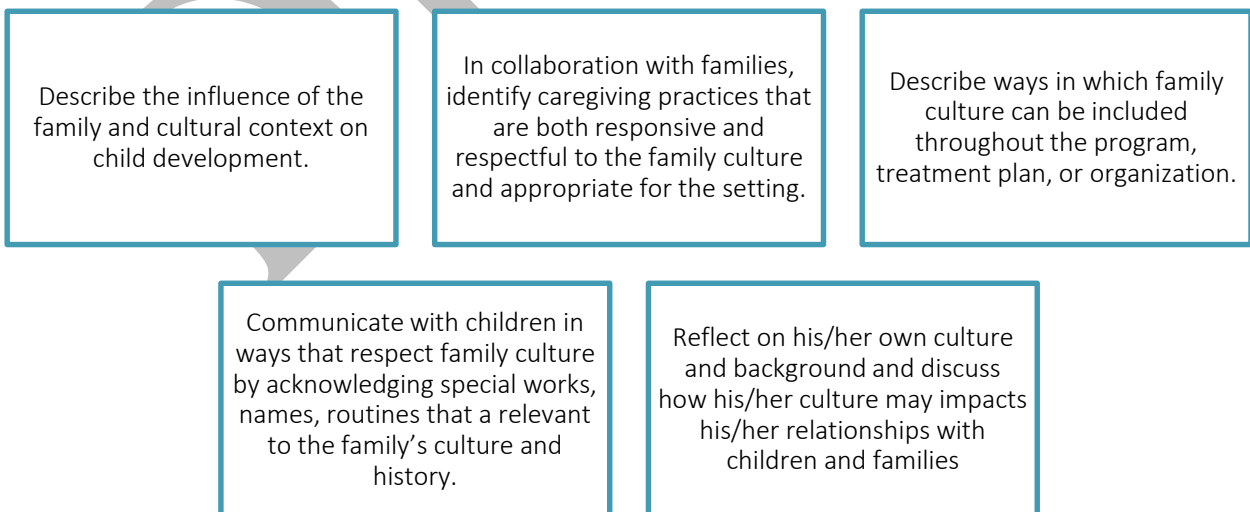 Describe the influence of the
family and cultural context on
child development.
In collaboration with families,
identify caregiving practices that
are both responsive and
respectful to the family culture
and appropriate for the setting.
Describe ways in which family
culture can be included
throughout the program,
treatment plan, or organization.
Communicate with children in
ways that respect family culture
by acknowledging special works,
names, routines that a relevant
to the family’s culture and
history.
Reflect on his/her own culture
and background and discuss
how his/her culture may impacts
his/her relationships with
children and families